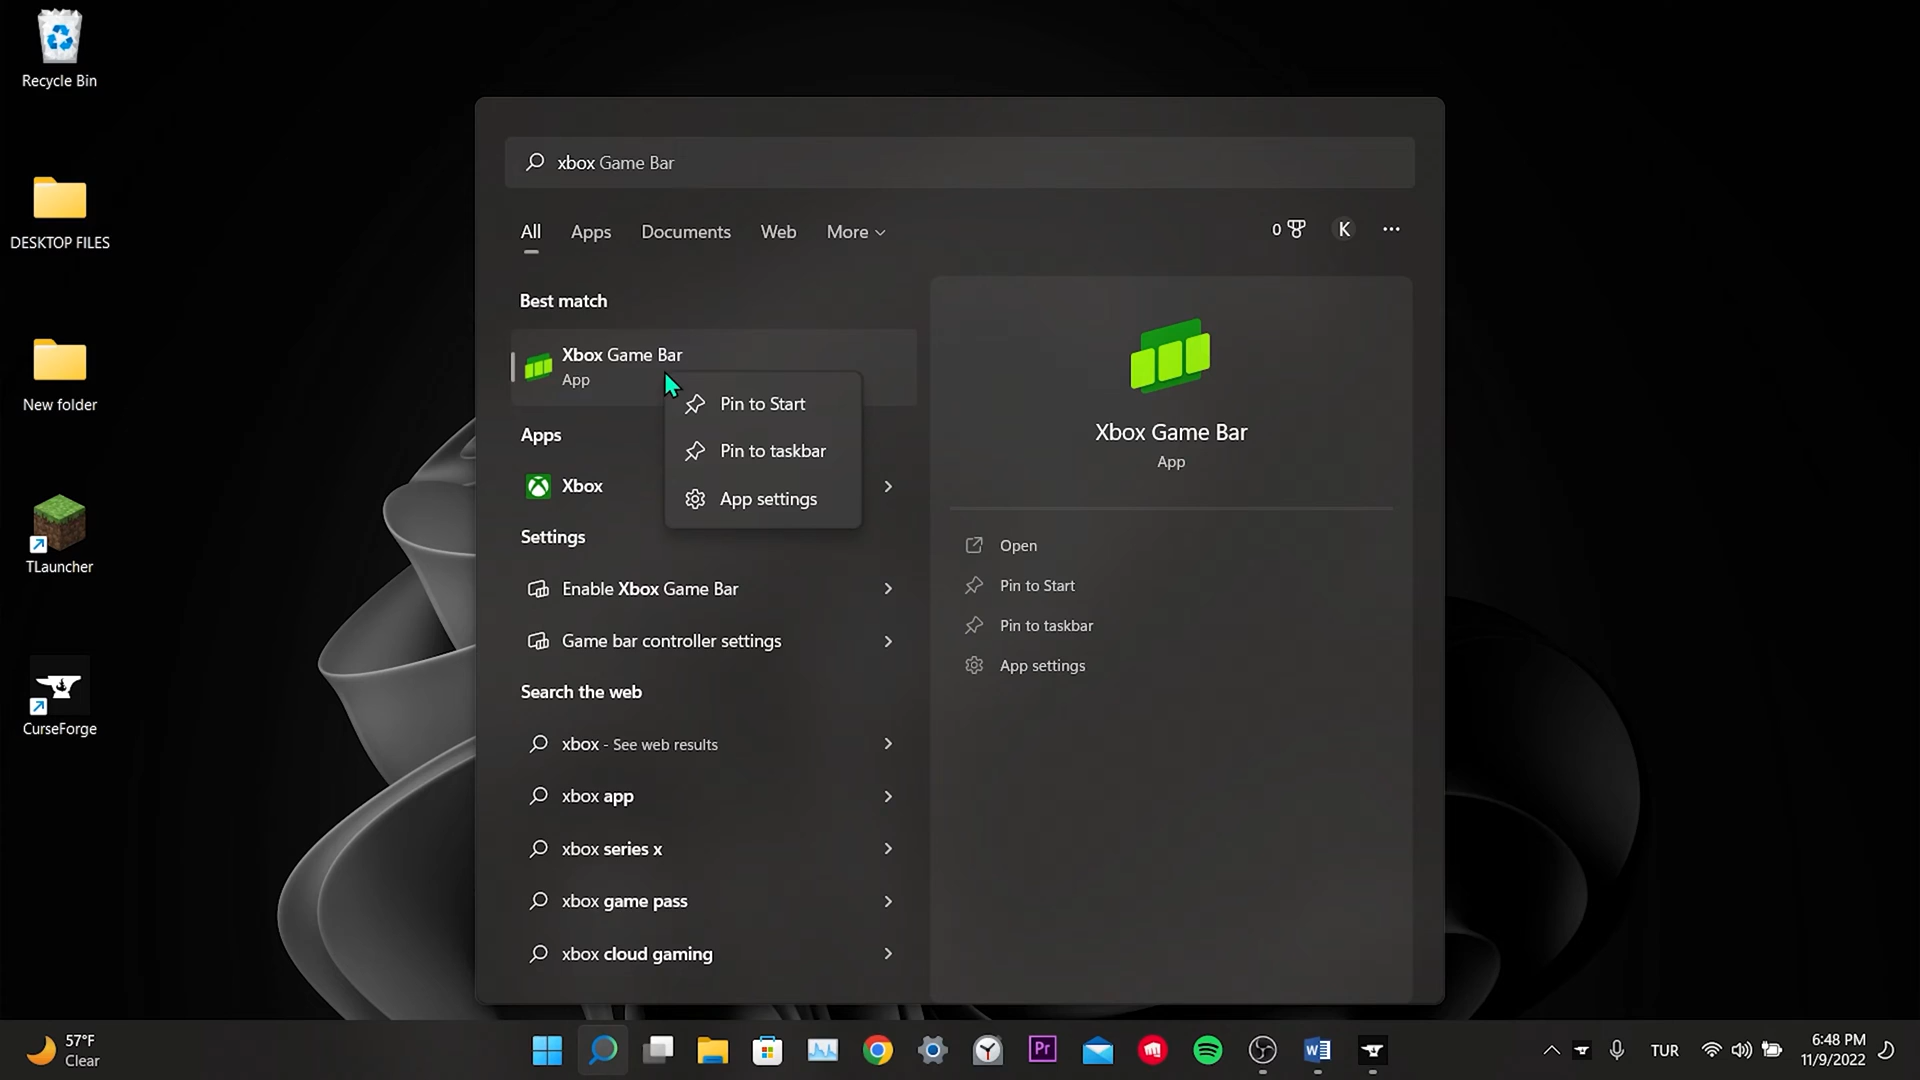 Recycle Bin
DESKTOP FILES
New folder
TLauncher
CurseForge
xbox Game Bar
All Apps Documents Web More
0 K
Best match
Xbox Game Bar
App
Pin to Start
Pin to taskbar
App settings
Apps
Xbox
Settings
Enable Xbox Game Bar
Game bar controller settings
Search the web
xbox - See web results
xbox app
xbox series x
xbox game pass
xbox cloud gaming
Xbox Game Bar
App
Open
Pin to Start
Pin to taskbar
App settings
57°F
Clear
Pr
TUR
6:48 PM
11/9/2022